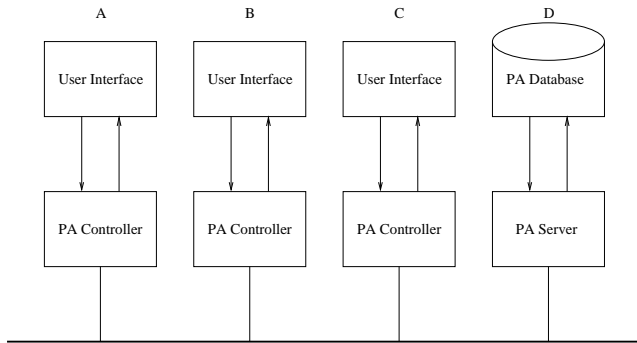 A B C D
User Interface User Interface User Interface PA Database
PA Controller PA Controller PA Controller PA Server